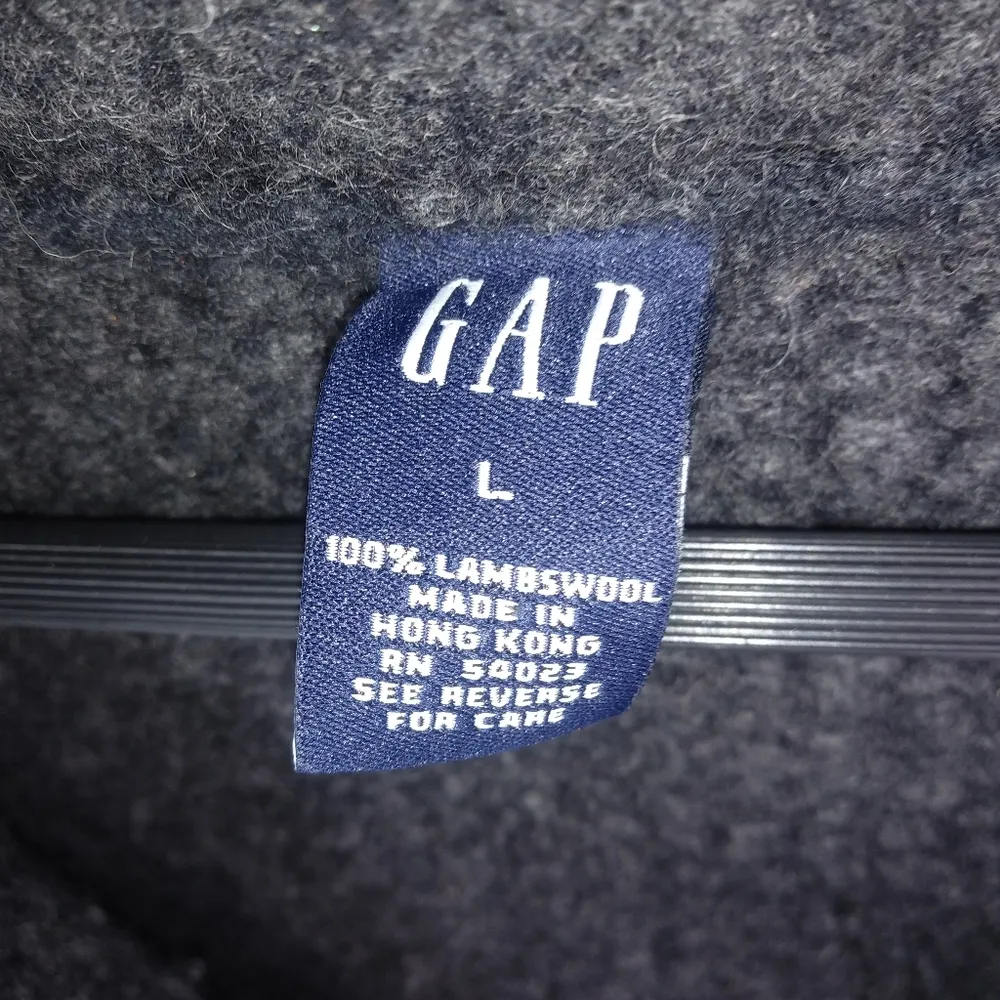 GAP
L
100% LAMBSWOOL
MADE IN
HONG KONG
RN 54023
SEE REVERSE
FOR CARE